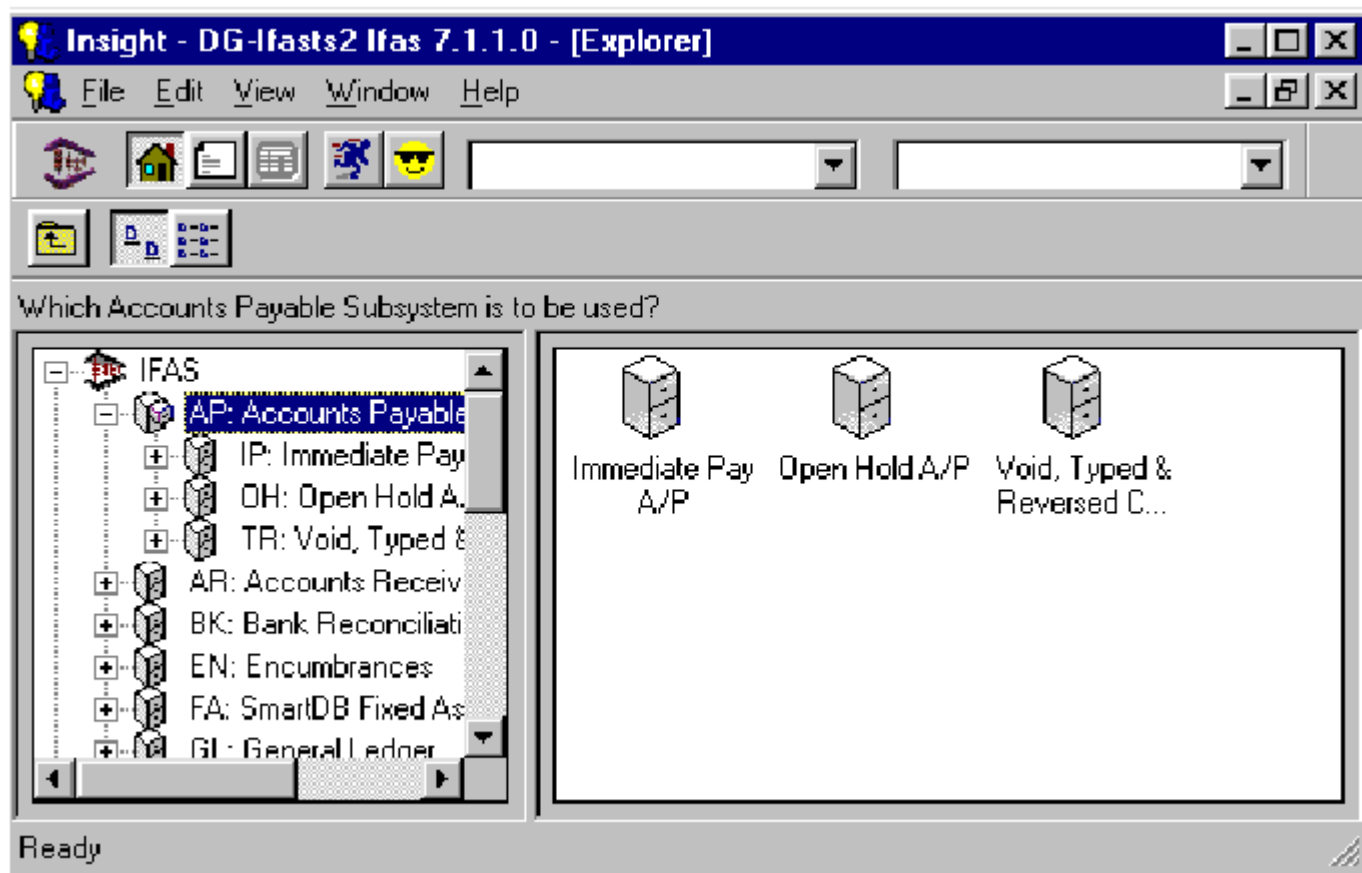 Insight - DG-Ifasts2 Ifas 7.1.1.0 - [Explorer]
File Edit View Window Help
Which Accounts Payable Subsystem is to be used?
IFAS
AP: Accounts Payable
IP: Immediate Pay
OH: Open Hold A.
TR: Void, Typed &
AR: Accounts Receiv
BK: Bank Reconciliati
EN: Encumbrances
FA: SmartDB Fixed As
GL: General Ledger
Immediate Pay
A/P
Open Hold A/P
Void, Typed &
Reversed C...
Ready